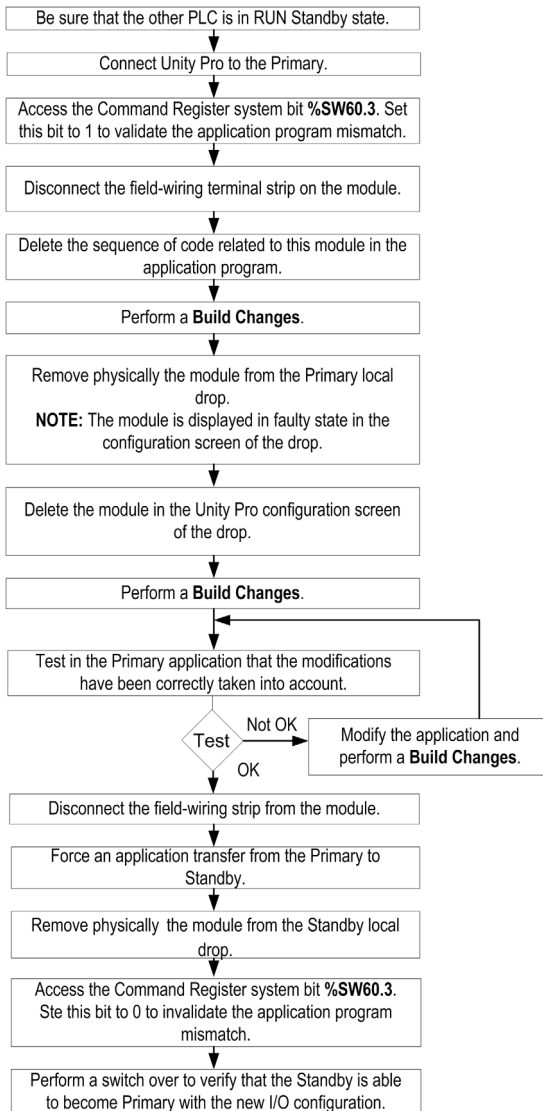 Be sure that the other PLC is in RUN Standby state.
Connect Unity Pro to the Primary.
Access the Command Register system bit %SW60.3. Set
this bit to 1 to validate the application program mismatch.
Disconnect the field-wiring terminal strip on the module.
Delete the sequence of code related to this module in the
application program.
Perform a Build Changes.
Remove physically the module from the Primary local
drop.
NOTE: The module is displayed in faulty state in the
configuration screen of the drop.
Delete the module in the Unity Pro configuration screen
of the drop.
Perform a Build Changes.
Test in the Primary application that the modifications
have been correctly taken into account.
Test
Not OK
Modify the application and
perform a Build Changes.
OK
Disconnect the field-wiring strip from the module.
Force an application transfer from the Primary to
Standby.
Remove physically the module from the Standby local
drop.
Access the Command Register system bit %SW60.3.
Ste this bit to 0 to invalidate the application program
mismatch.
Perform a switch over to verify that the Standby is able
to become Primary with the new I/O configuration.